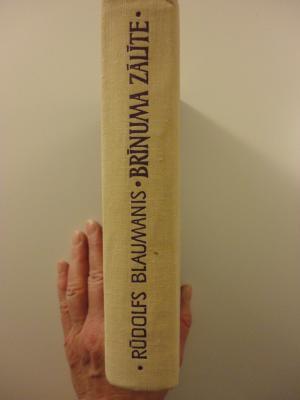 • RŪDOLFS BLAUMANIS • BRĪNUMA ZĀLĪTE •